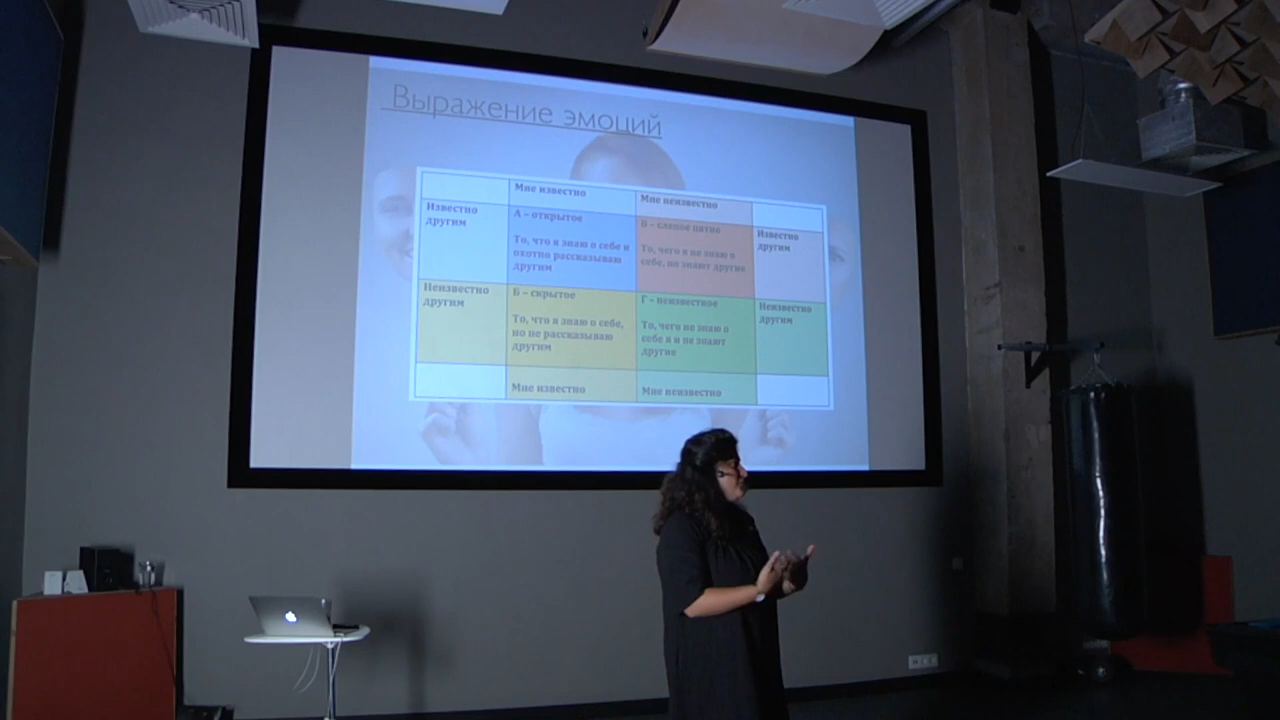 Выражение эмоций
Мне известно
Мне неизвестно
Известно
другим
А – открытое
То, что я знаю о себе и
охотно рассказываю
другим
В – слепое пятно
То, чего я не знаю о
себе, но знают другие
Известно
другим
Неизвестно
другим
Б – скрытое
То, что я знаю о себе,
но не рассказываю
другим
Г – неизвестное
То, чего не знаю о
себе я и не знают
другие
Неизвестно
другим
Мне известно
Мне неизвестно